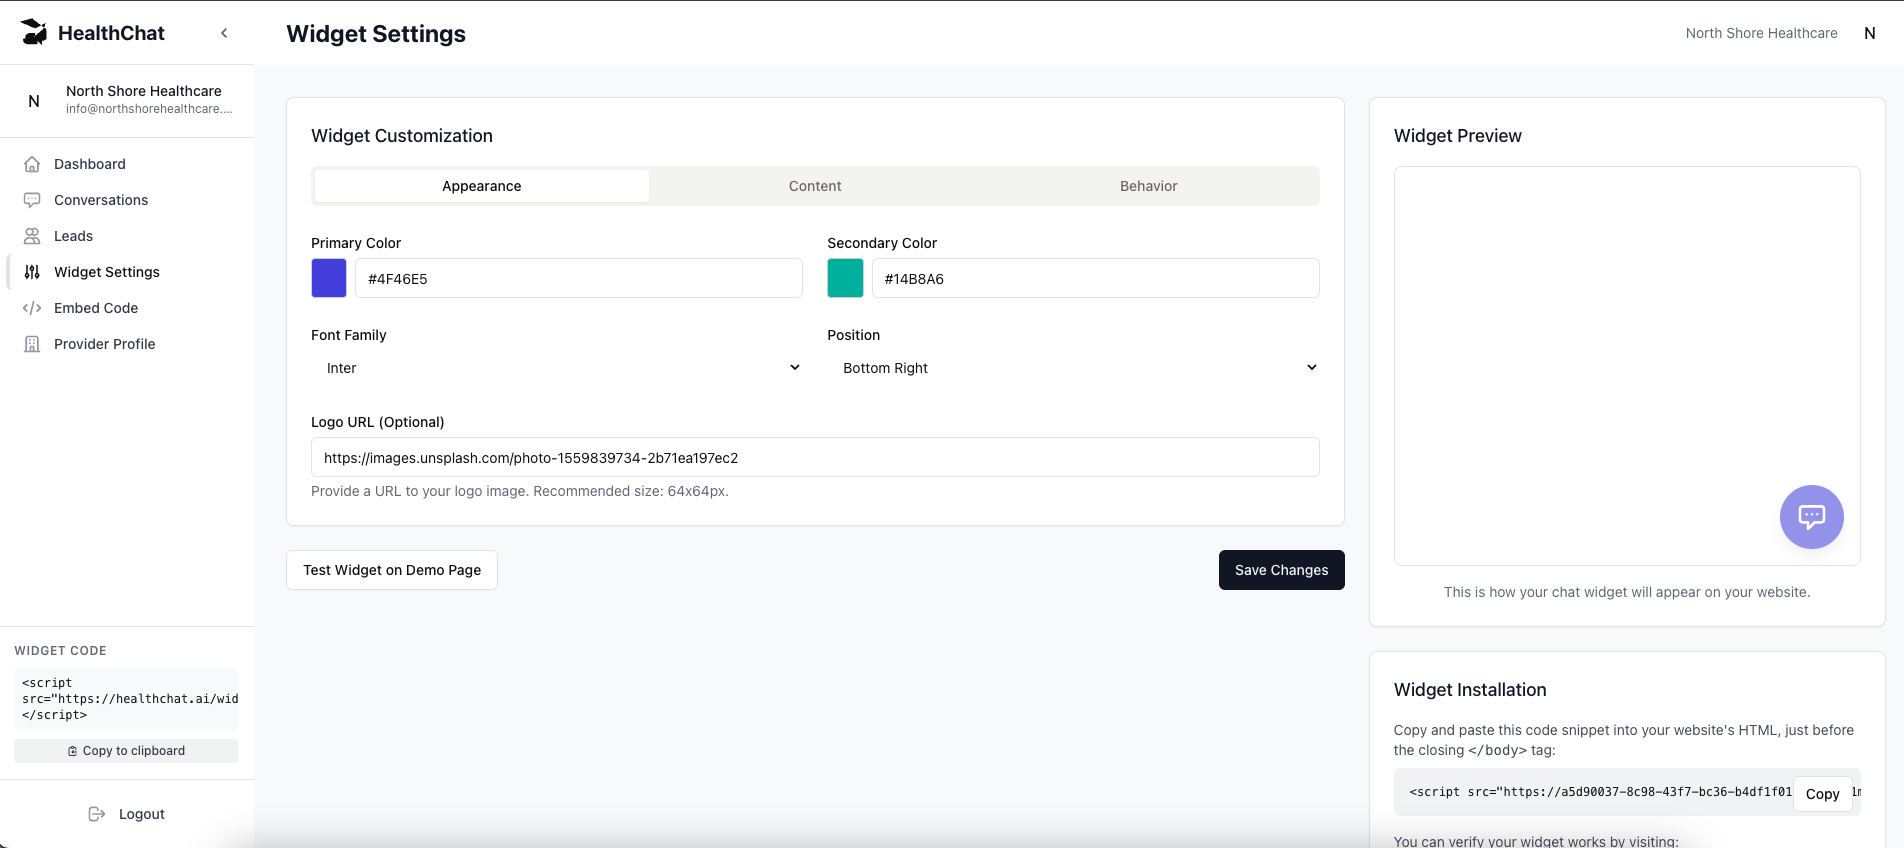 HealthChat
N
North Shore Healthcare
info@northshorehealthcare....
Dashboard
Conversations
Leads
Widget Settings
Embed Code
Provider Profile
WIDGET CODE
<script
src="https://healthchat.ai/wid
</script>
Copy to clipboard
Logout
Widget Settings
North Shore Healthcare
N
Widget Customization
Appearance
Content
Behavior
Primary Color
#4F46E5
Secondary Color
#14B8A6
Font Family
Inter
Position
Bottom Right
Logo URL (Optional)
https://images.unsplash.com/photo-1559839734-2b71ea197ec2
Provide a URL to your logo image. Recommended size: 64x64px.
Test Widget on Demo Page
Save Changes
Widget Preview
This is how your chat widget will appear on your website.
Widget Installation
Copy and paste this code snippet into your website's HTML, just before
the closing </body> tag:
<script src="https://a5d90037-8c98-43f7-bc36-b4df1f01
Copy
You can verify your widget works by visiting: